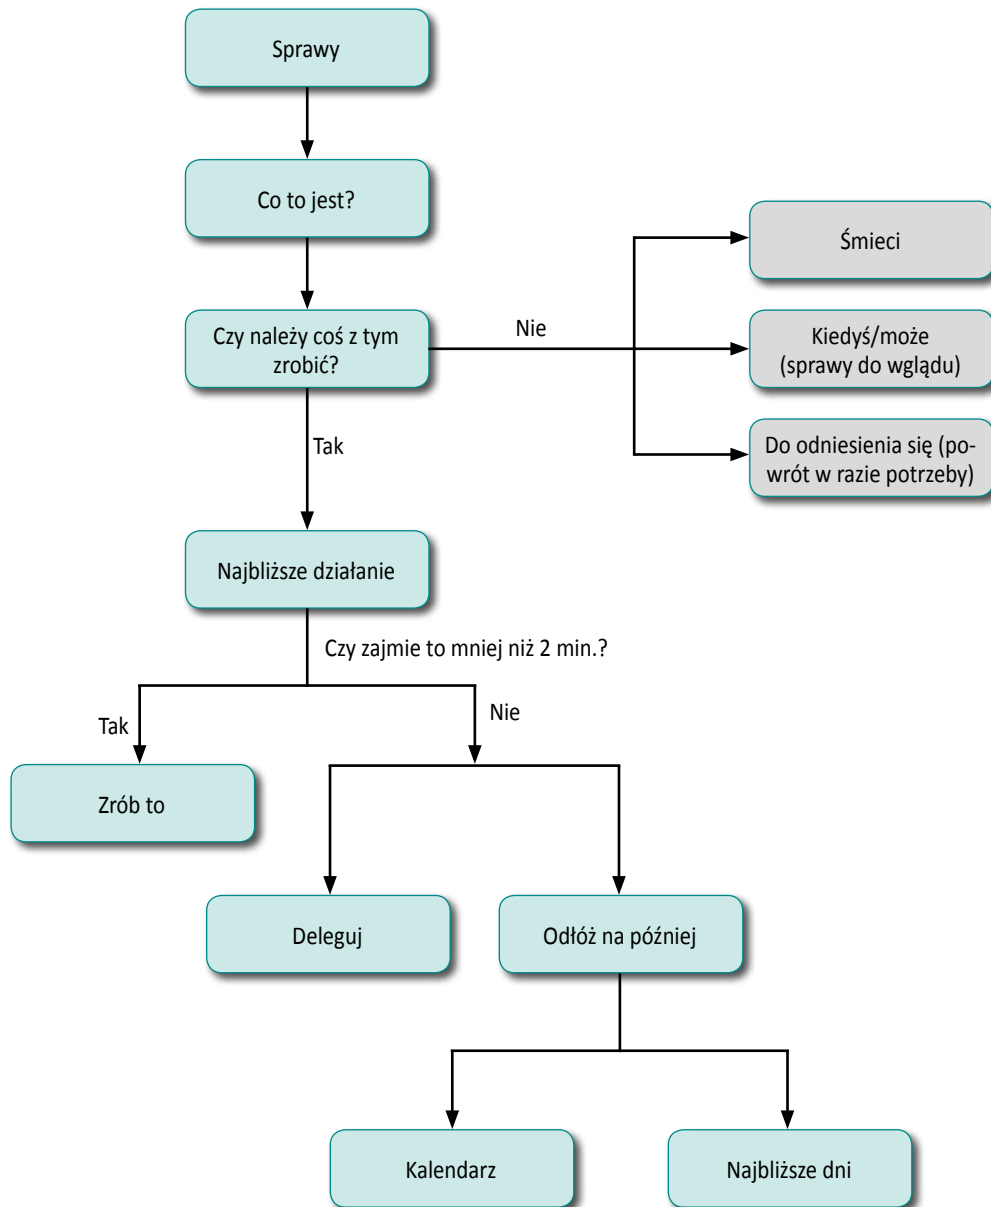 Sprawy
Co to jest?
Śmieci
Czy należy coś z tym
zrobić?
Nie
Kiedyś/może
(sprawy do wglądu)
Do odniesienia się (po-
wrót w razie potrzeby)
Tak
Najbliższe działanie
Czy zajmie to mniej niż 2 min.?
Tak
Nie
Zrób to
Deleguj
Odłóż na później
Kalendarz
Najbliższe dni